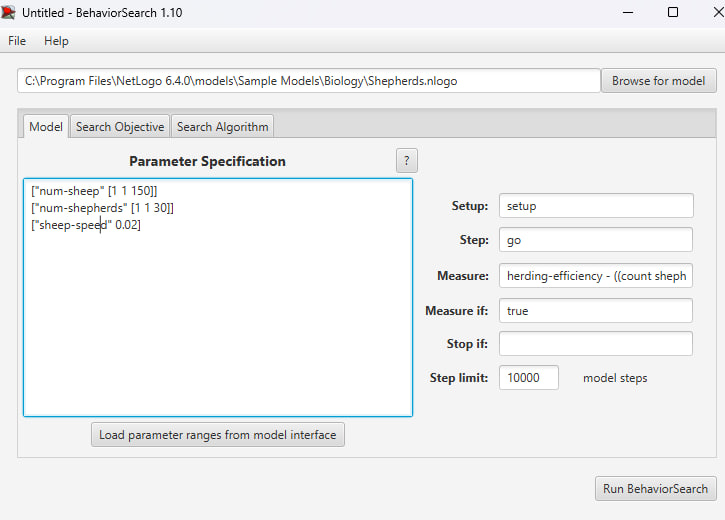 Untitled - BehaviorSearch 1.10
File Help
C:\Program Files\NetLogo 6.4.0\models\Sample Models\Biology\Shepherds.nlogo Browse for model
Model Search Objective Search Algorithm
Parameter Specification ?
["num-sheep" [1 1 150]]
["num-shepherds" [1 1 30]]
["sheep-speed" 0.02]
Setup: setup
Step: go
Measure: herding-efficiency - ((count sheph
Measure if: true
Stop if:
Step limit: 10000 model steps
Load parameter ranges from model interface
Run BehaviorSearch